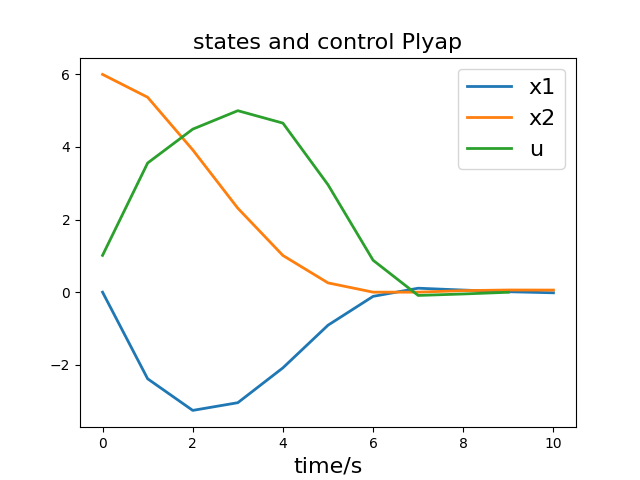 states and control Plyap
x1
x2
u
6
4
2
0
−2
0 2 4 6 8 10
time/s